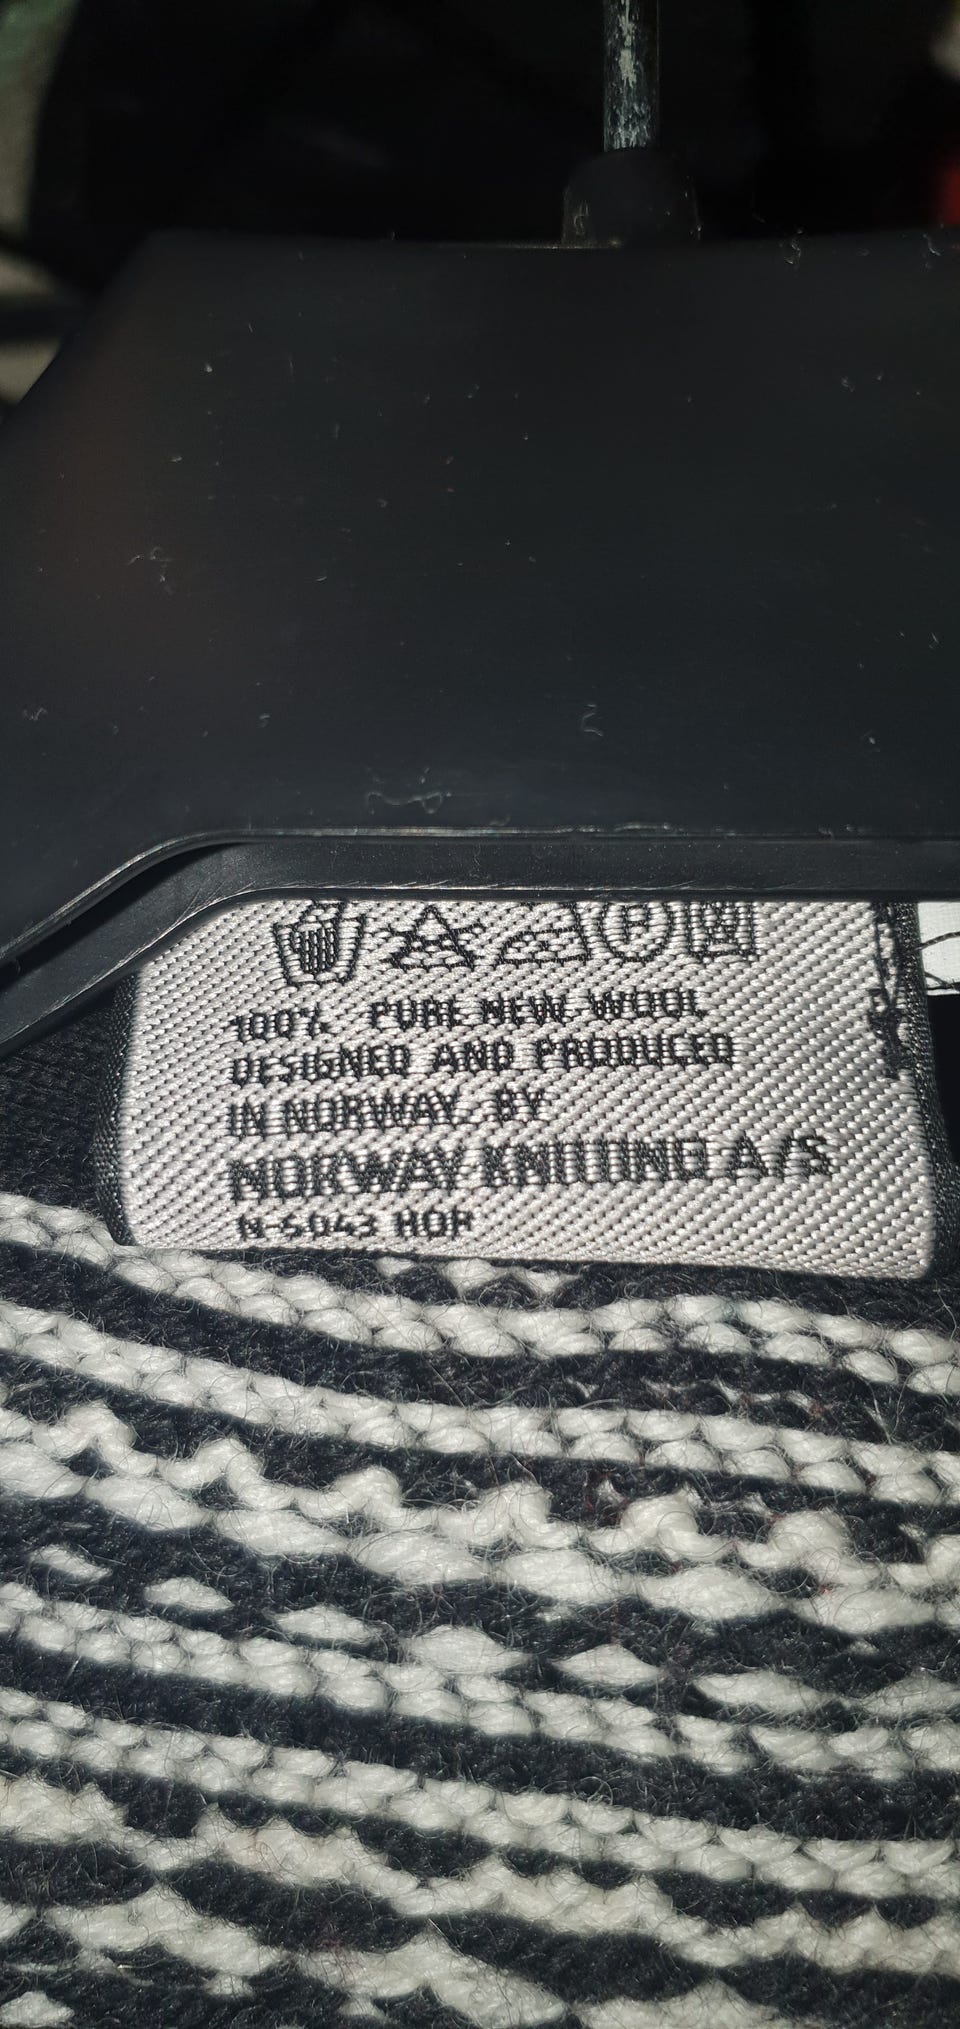 100% PURE NEW WOOL
DESIGNED AND PRODUCED
IN NORWAY BY
NORWAY KNITTING A/S
N-5043 HOP